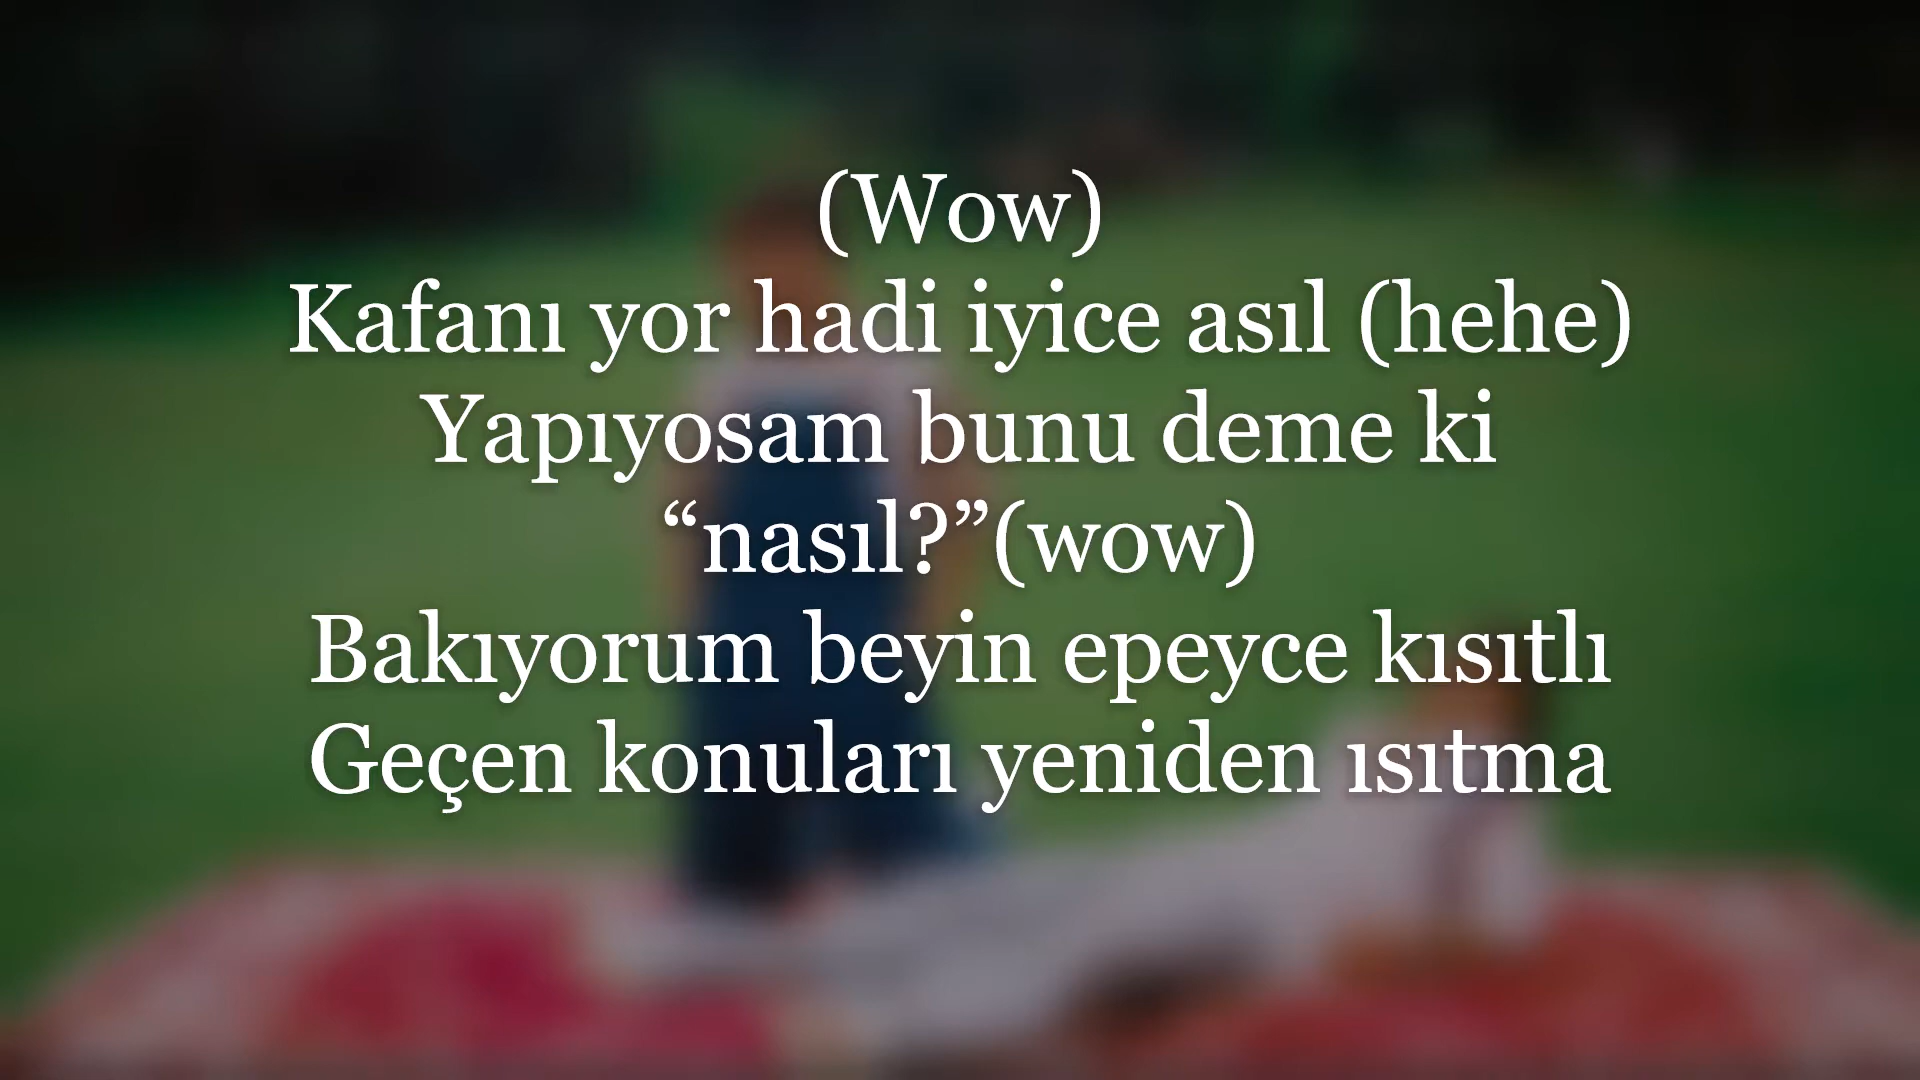 (Wow)
Kafanı yor hadi iyice asıl (hehe)
Yapıyosam bunu deme ki
“nasıl?”(wow)
Bakıyorum beyin epeyce kısıtlı
Geçen konuları yeniden ısıtma